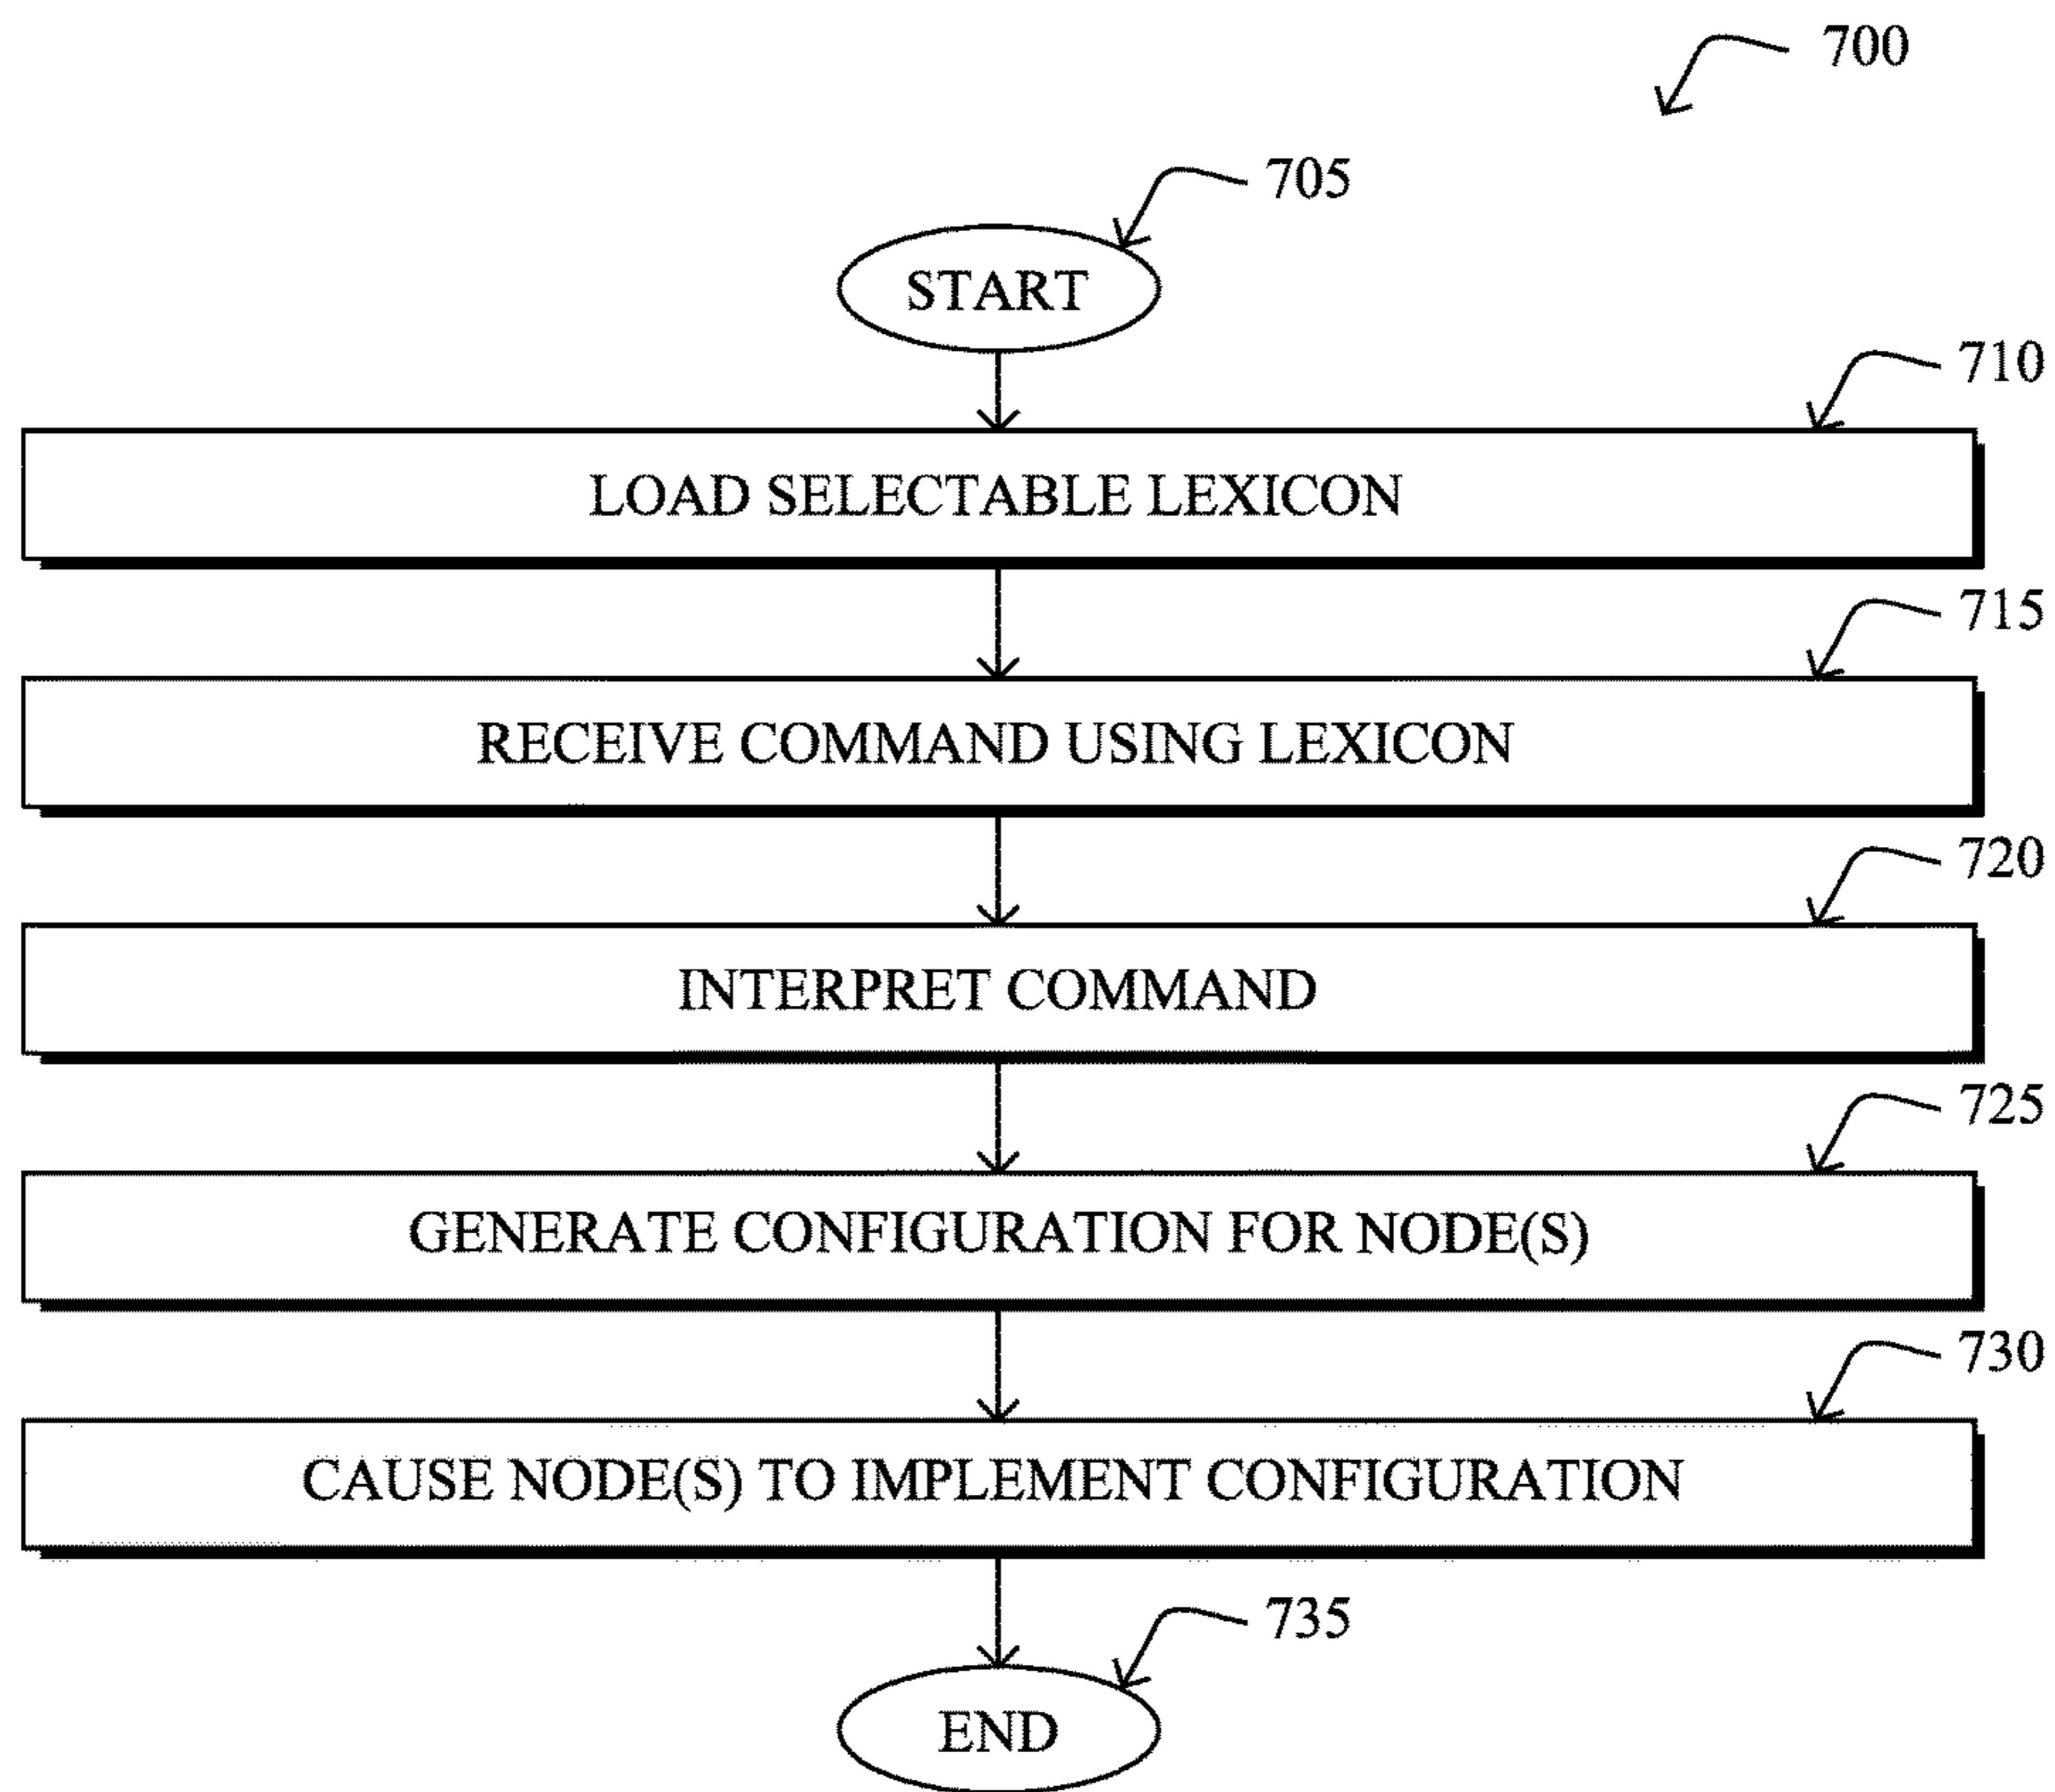 700
705
START
710
LOAD SELECTABLE LEXICON
715
RECEIVE COMMAND USING LEXICON
720
INTERPRET COMMAND
725
GENERATE CONFIGURATION FOR NODE(S)
730
CAUSE NODE(S) TO IMPLEMENT CONFIGURATION
735
END